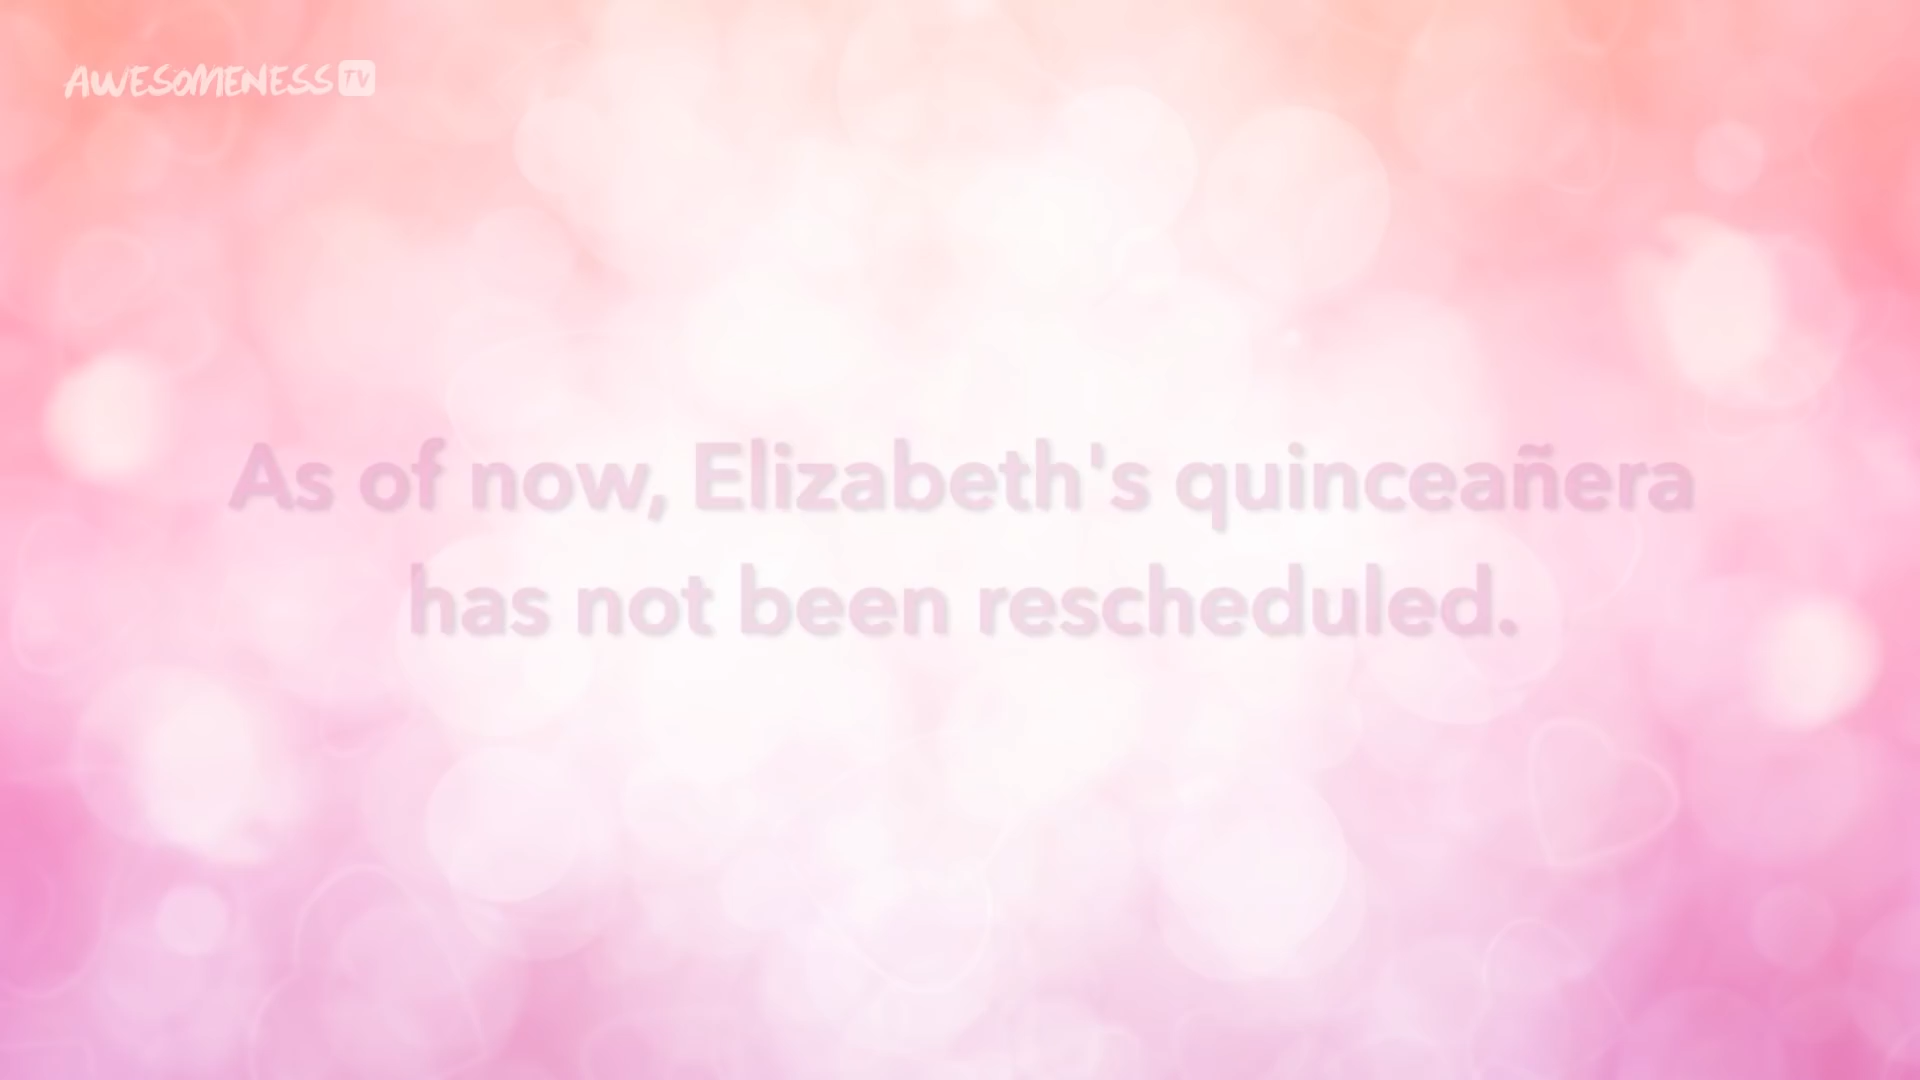 AWESOMENESS TV
As of now, Elizabeth's quinceañera
has not been rescheduled.